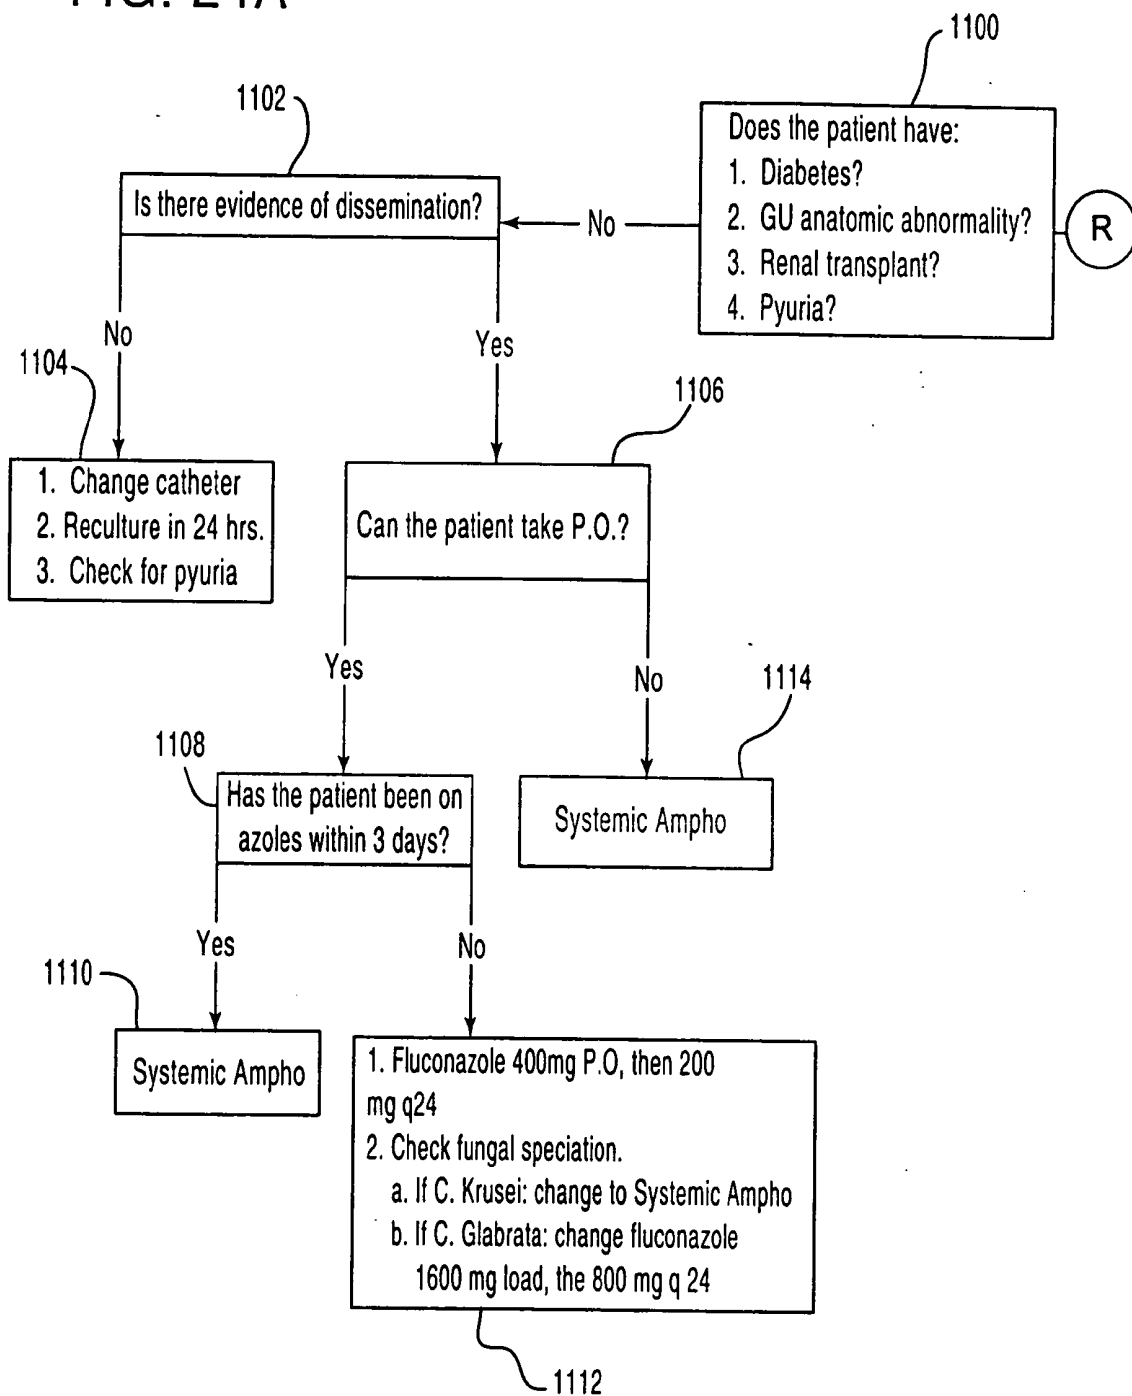 FIG. 24A
1100
1102
Does the patient have:
1. Diabetes?
2. GU anatomic abnormality?
3. Renal transplant?
4. Pyuria?
R
Is there evidence of dissemination?
No
No
Yes
1104
1106
1. Change catheter
2. Reculture in 24 hrs.
3. Check for pyuria
Can the patient take P.O.?
Yes
No
1114
1108
Has the patient been on
azoles within 3 days?
Systemic Ampho
Yes
No
1110
Systemic Ampho
1. Fluconazole 400mg P.O, then 200
mg q24
2. Check fungal speciation.
a. If C. Krusei: change to Systemic Ampho
b. If C. Glabrata: change fluconazole
1600 mg load, the 800 mg q 24
1112